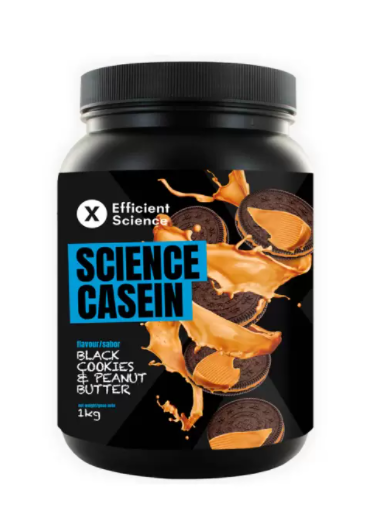 X
Efficient
Science
SCIENCE
CASEIN
flavour/sabor
BLACK
COOKIES
& PEANUT
BUTTER
1kg